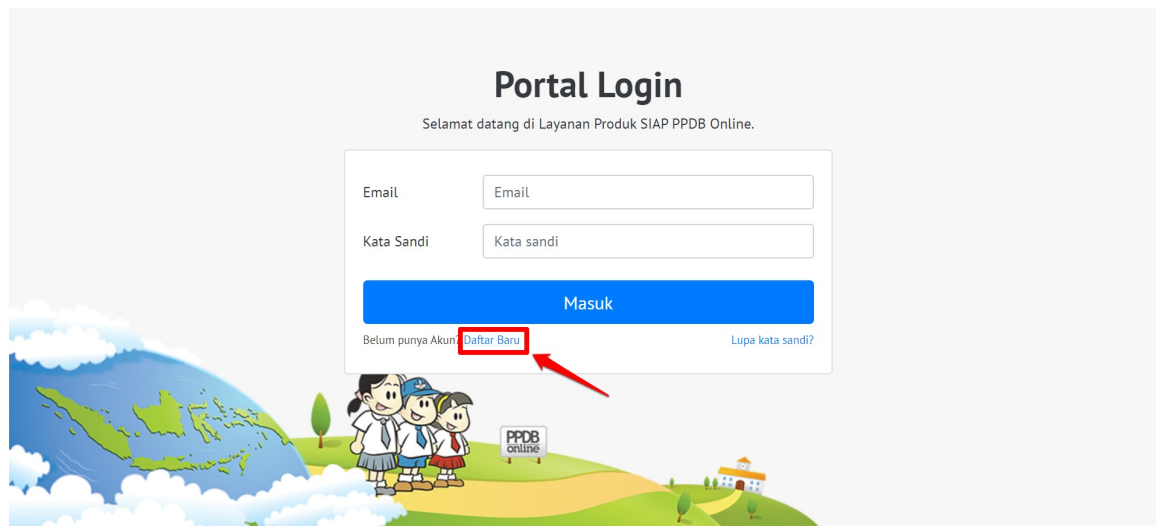 Portal Login
Selamat datang di Layanan Produk SIAP PPDB Online.
Email Email
Kata Sandi Kata sandi
Masuk
Belum punya Akun? Daftar Baru Lupa kata sandi?
PPDB
online